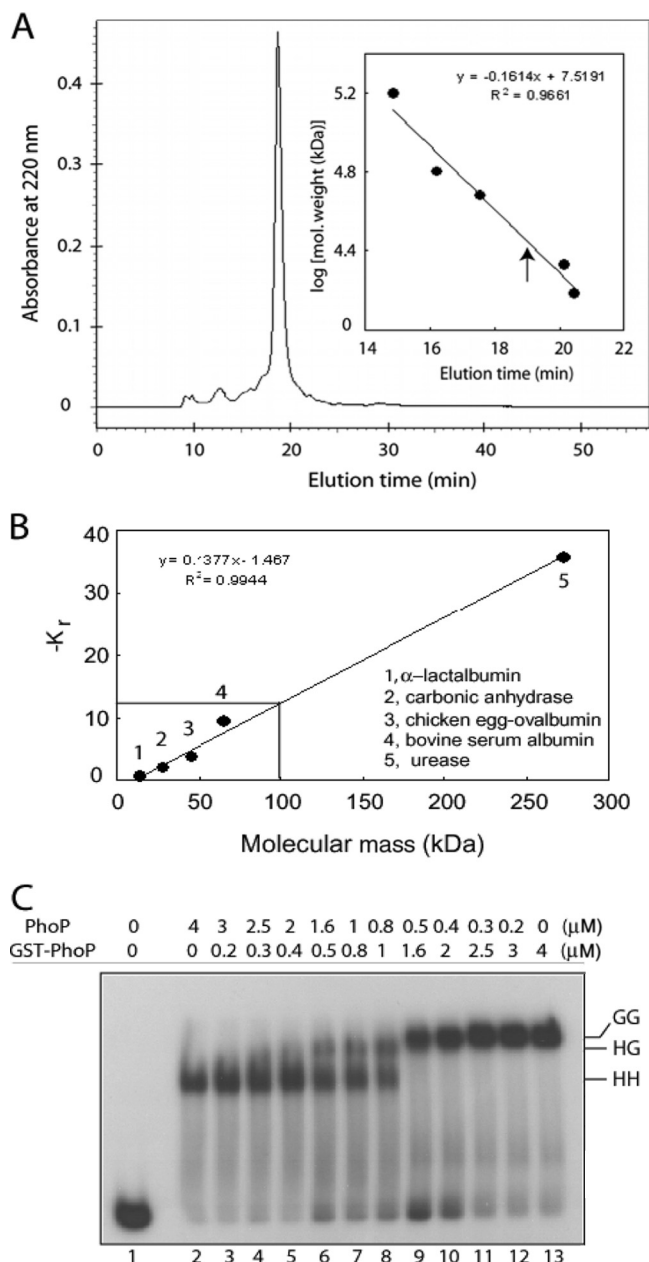 A
Absorbance at 220 nm
0.4
0.3
0.2
0.1
0
0 10 20 30 40 50
Elution time (min)
y = -0.1614x + 7.5191
R2 = 0.9661
log [mol. weight (kDa)]
5.2
4.8
4.4
0
14 16 18 20 22
Elution time (min)
B
y = 0.1377x - 1.467
R2 = 0.9944
-Kr
40
30
20
10
0
1
2
3
4
5
1, α–lactalbumin
2, carbonic anhydrase
3, chicken egg-ovalbumin
4, bovine serum albumin
5, urease
0 50 100 150 200 250 300
Molecular mass (kDa)
C
PhoP 0 4 3 2.5 2 1.6 1 0.8 0.5 0.4 0.3 0.2 0 (μM)
GST-PhoP 0 0 0.2 0.3 0.4 0.5 0.8 1 1.6 2 2.5 3 4 (μM)
GG
HG
HH
1 2 3 4 5 6 7 8 9 10 11 12 13